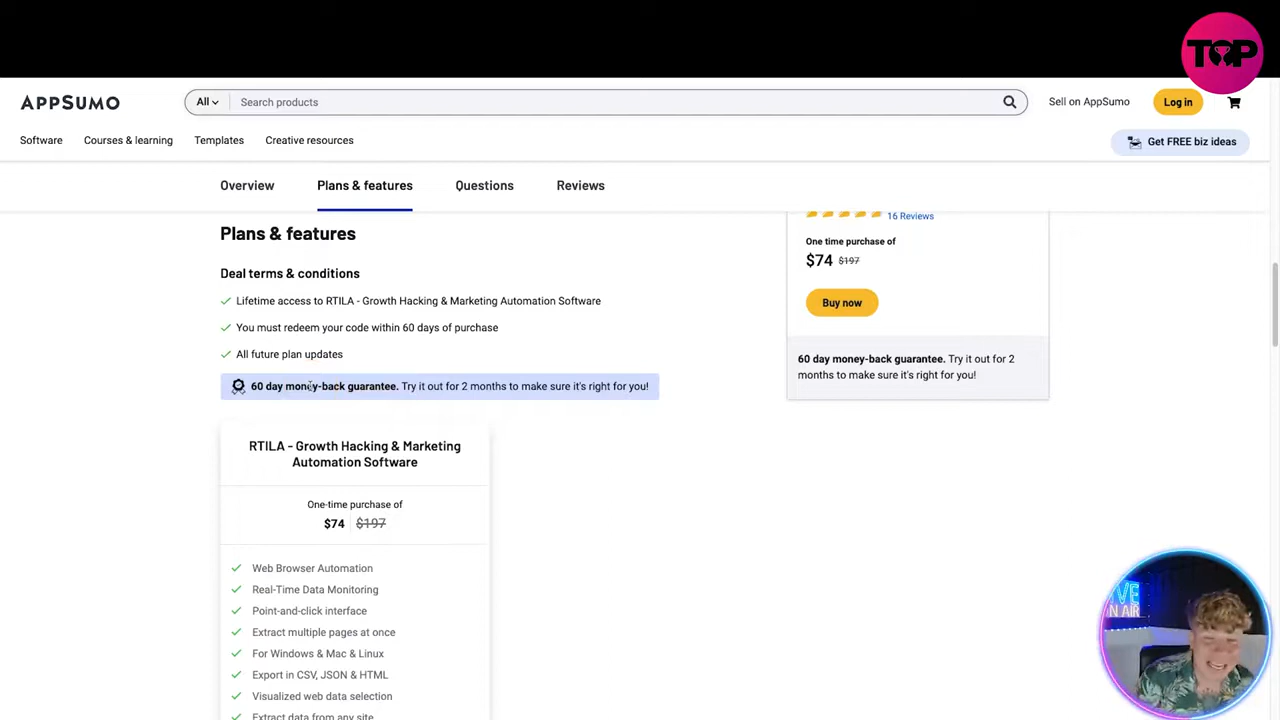 TOP
APPSUMO
All
Search products
Sell on AppSumo
Log in
Software
Courses & learning
Templates
Creative resources
Get FREE biz ideas
Overview
Plans & features
Questions
Reviews
16 Reviews
One time purchase of
$74 $197
Buy now
60 day money-back guarantee. Try it out for 2
months to make sure it's right for you!
Plans & features
Deal terms & conditions
Lifetime access to RTILA - Growth Hacking & Marketing Automation Software
You must redeem your code within 60 days of purchase
All future plan updates
60 day money-back guarantee. Try it out for 2 months to make sure it's right for you!
RTILA - Growth Hacking & Marketing
Automation Software
One-time purchase of
$74 $197
Web Browser Automation
Real-Time Data Monitoring
Point-and-click interface
Extract multiple pages at once
For Windows & Mac & Linux
Export in CSV, JSON & HTML
Visualized web data selection
Extract data from any site